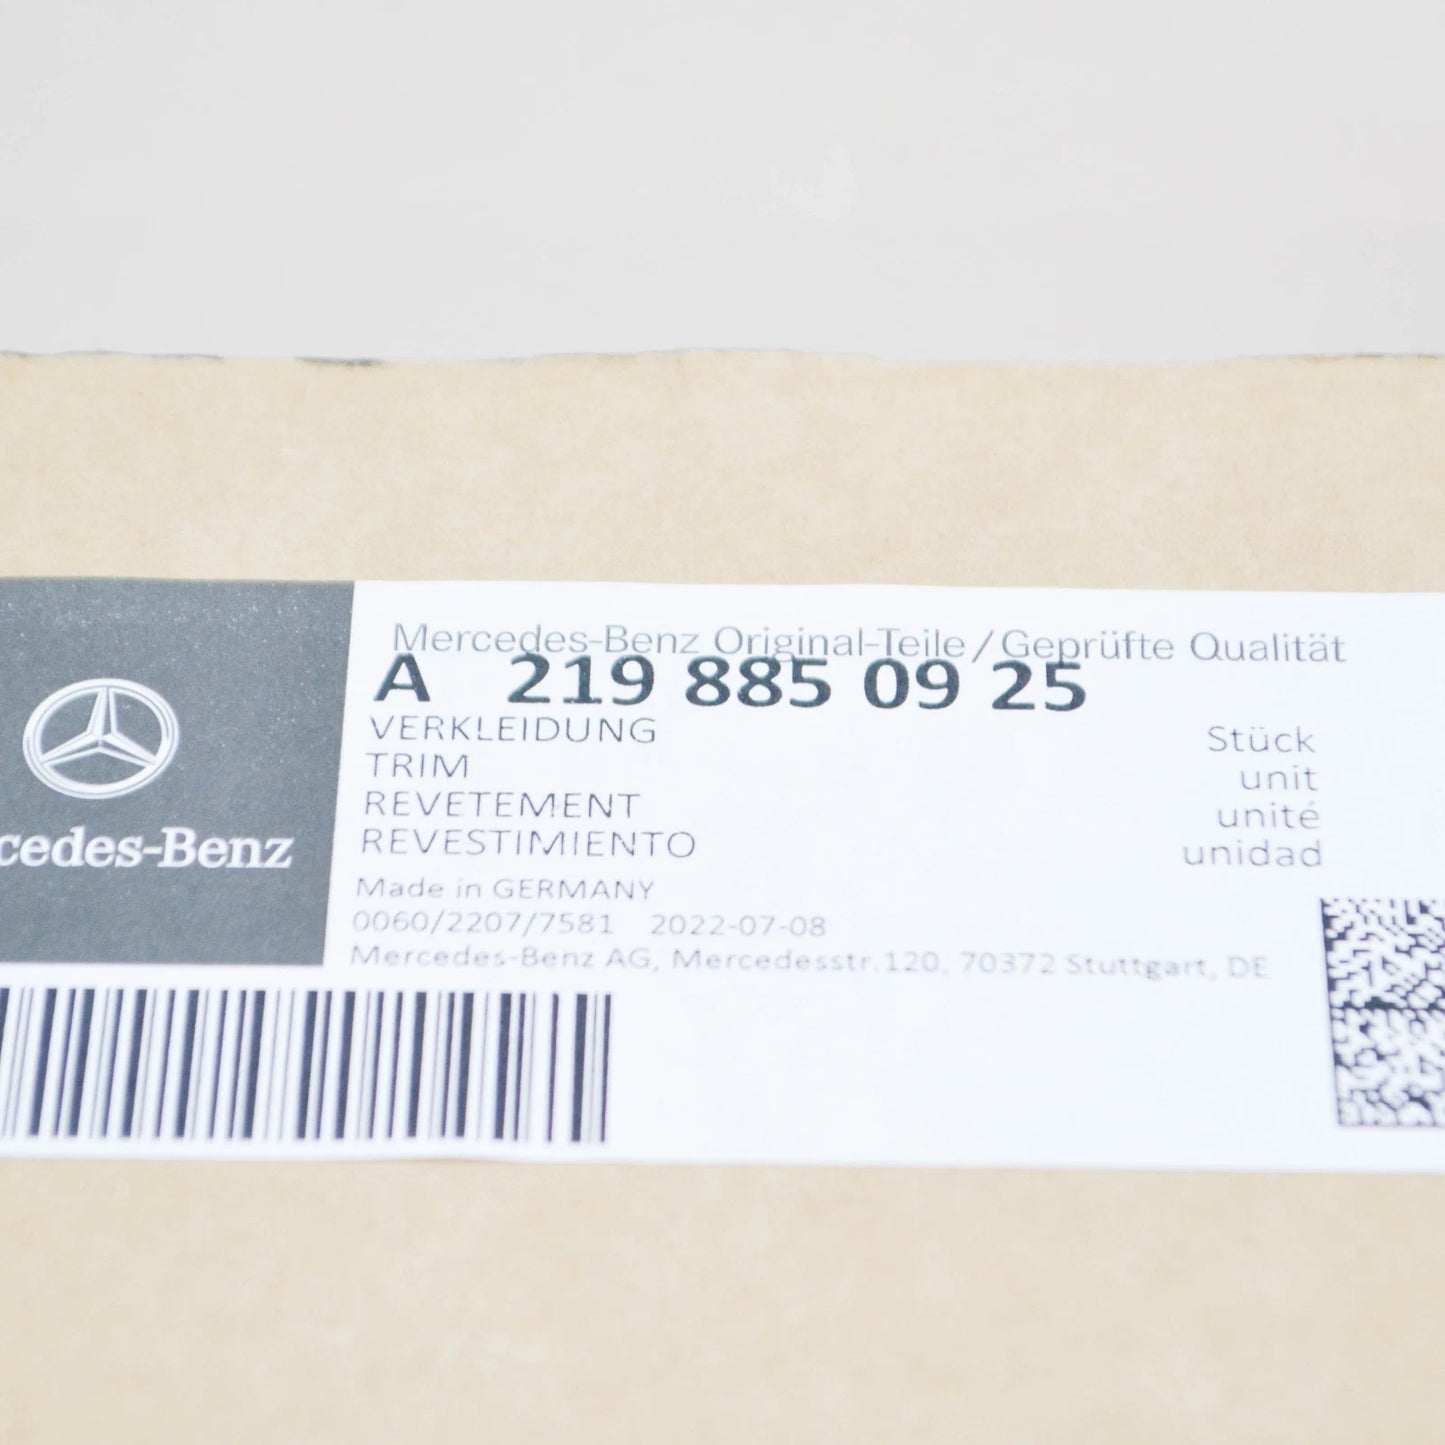 Mercedes-Benz Original-Teile / Geprüfte Qualität
A 219 885 09 25
VERKLEIDUNG
TRIM
REVETEMENT
REVESTIMIENTO
Stück
unit
unité
unidad
Made in GERMANY
0060/2207/7581 2022-07-08
Mercedes-Benz AG, Mercedesstr.120, 70372 Stuttgart, DE
cedes-Benz